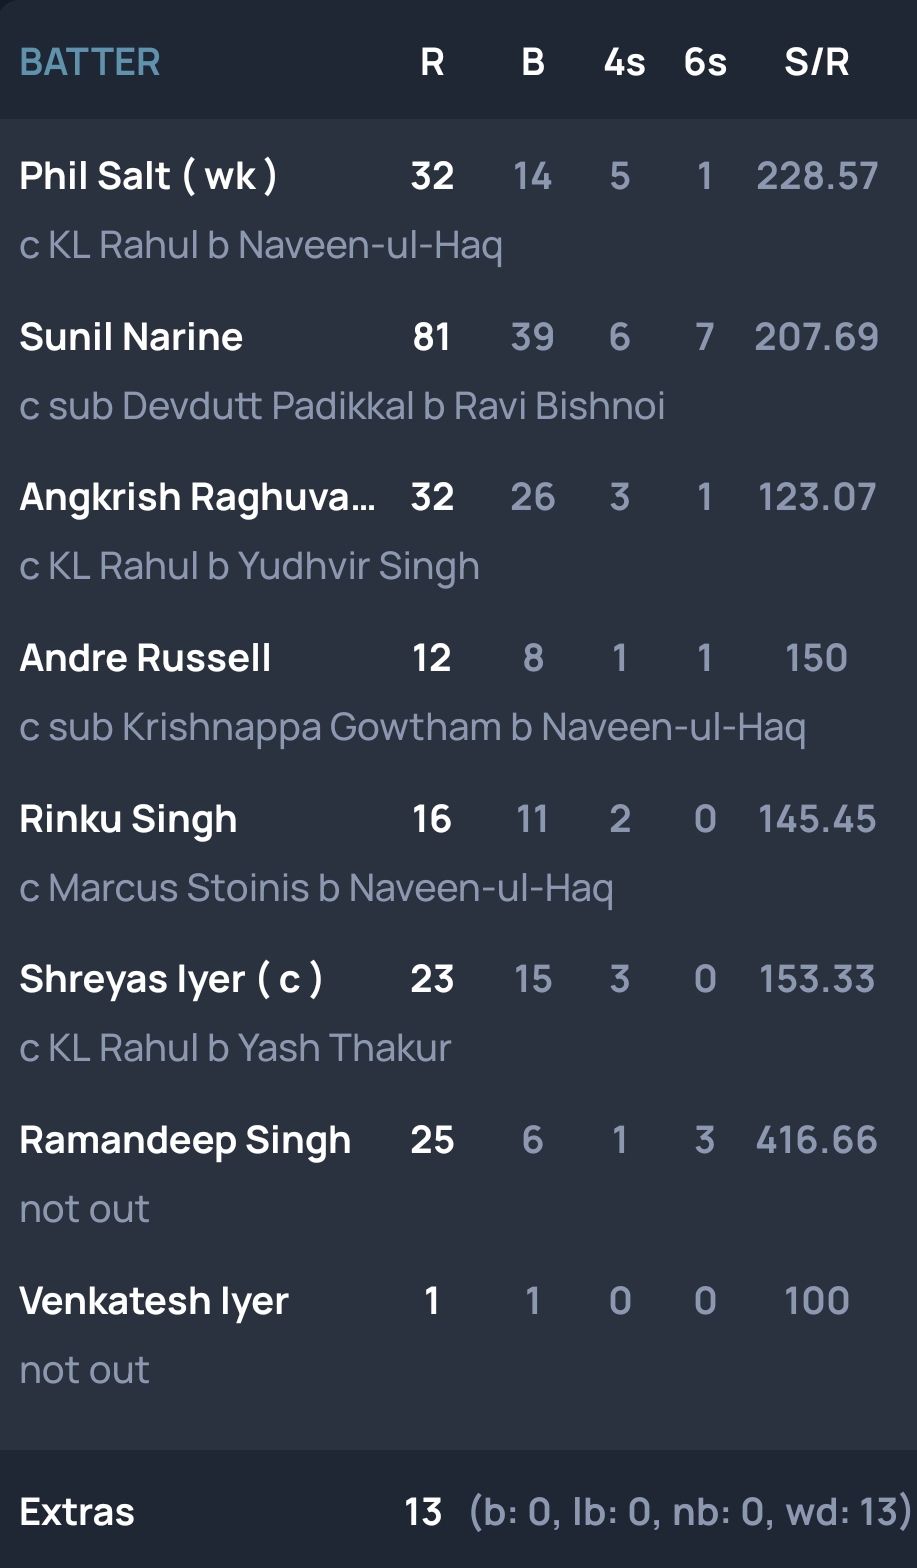 BATTER R B 4s 6s S/R
Phil Salt ( wk ) 32 14 5 1 228.57
c KL Rahul b Naveen-ul-Haq
Sunil Narine 81 39 6 7 207.69
c sub Devdutt Padikkal b Ravi Bishnoi
Angkrish Raghuva... 32 26 3 1 123.07
c KL Rahul b Yudhvir Singh
Andre Russell 12 8 1 1 150
c sub Krishnappa Gowtham b Naveen-ul-Haq
Rinku Singh 16 11 2 0 145.45
c Marcus Stoinis b Naveen-ul-Haq
Shreyas Iyer ( c ) 23 15 3 0 153.33
c KL Rahul b Yash Thakur
Ramandeep Singh 25 6 1 3 416.66
not out
Venkatesh Iyer 1 1 0 0 100
not out
Extras 13 (b: 0, lb: 0, nb: 0, wd: 13)